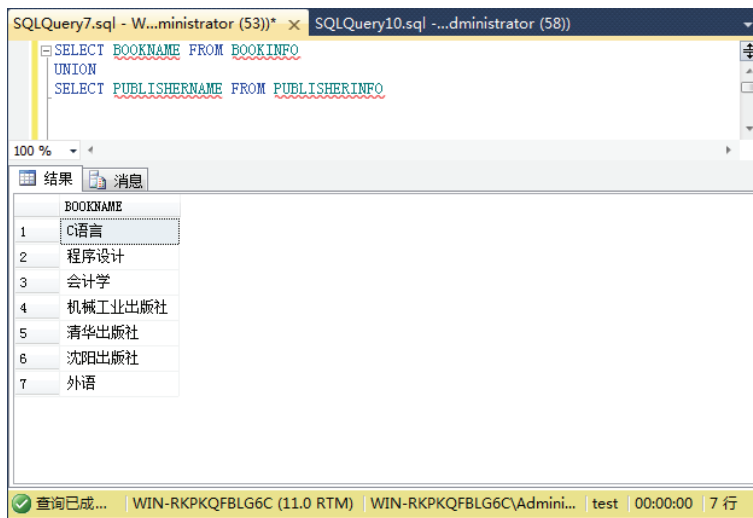 SQLQuery7.sql - W...ministrator (53))* × SQLQuery10.sql -...dministrator (58))
SELECT BOOKNAME FROM BOOKINFO
UNION
SELECT PUBLISHERNAME FROM PUBLISHERINFO
100 %
结果 消息
BOOKNAME
1 C语言
2 程序设计
3 会计学
4 机械工业出版社
5 清华出版社
6 沈阳出版社
7 外语
查询已成... WIN-RKPKQFBLG6C (11.0 RTM) WIN-RKPKQFBLG6C\Admini... test 00:00:00 7 行